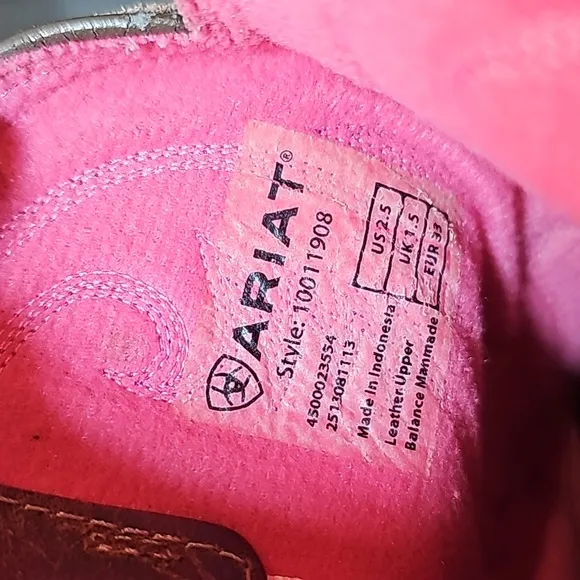 ARIAT®
Style: 10011908
US 2.5
UK 1.5
EUR 33
4500023554
2513081113
Made in Indonesia
Leather Upper
Balance Manmade